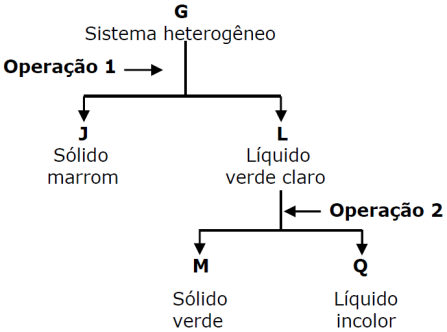 G
Sistema heterogêneo
Operação 1
J
Sólido
marrom
L
Líquido
verde claro
Operação 2
M
Sólido
verde
Q
Líquido
incolor